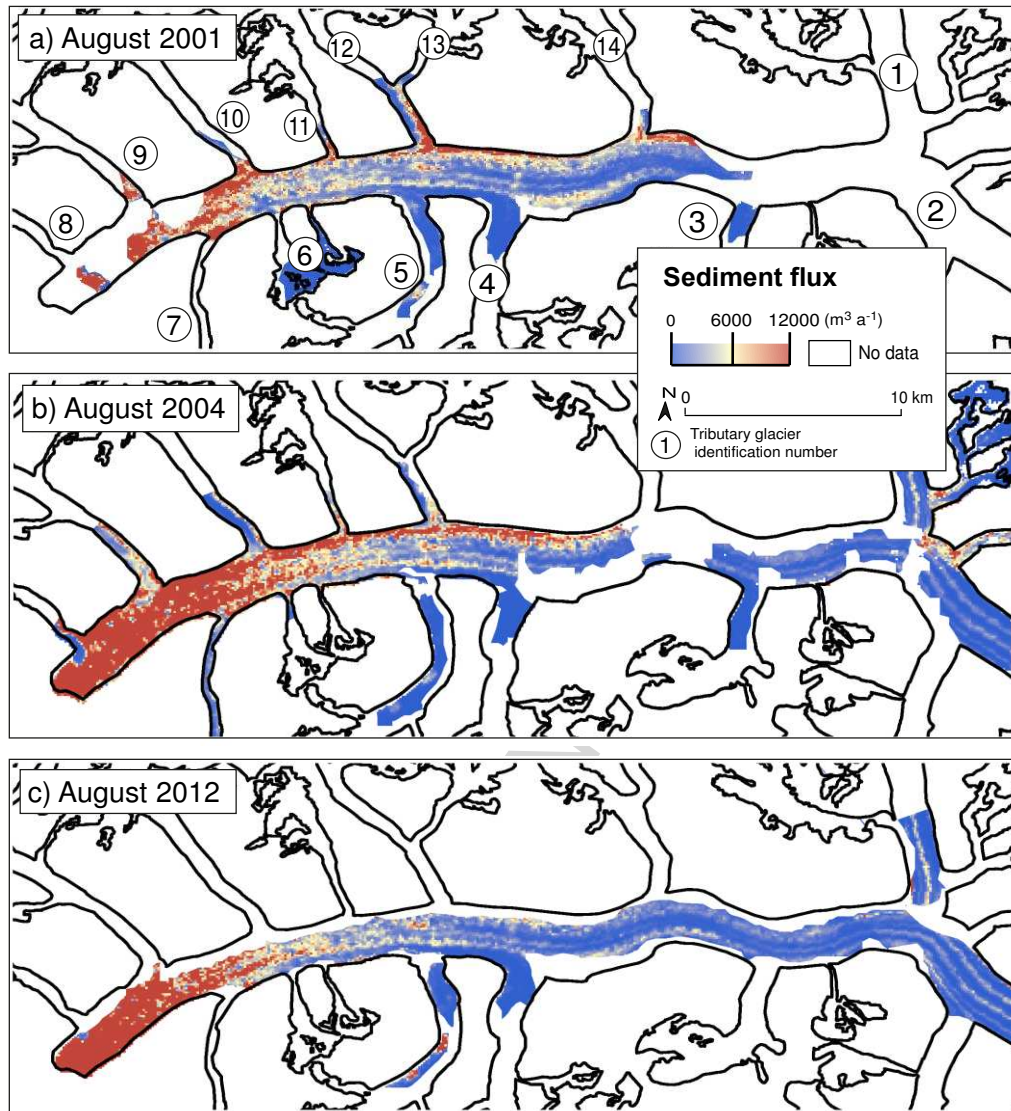 a) August 2001
12
13
14
1
10
11
9
8
3
2
6
5
4
7
Sediment flux
0 6000 12000 (m³ a⁻¹)
No data
N 0 10 km
1 Tributary glacier
identification number
b) August 2004
c) August 2012